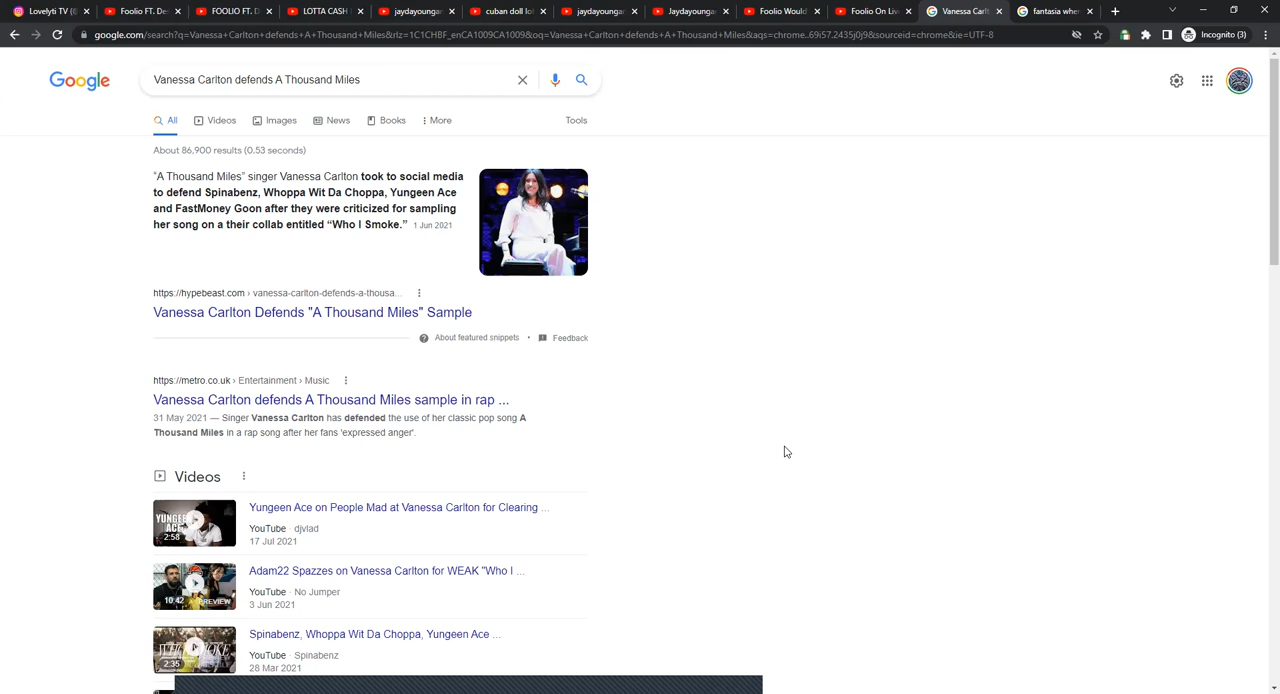 Lovelyti TV (@
Foolio FT. De
FOOLIO FT. D
LOTTA CASH
jaydayoungan
cuban doll lot
jaydayoungan
Jaydayoungan
Foolio Would
Foolio On Live
Vanessa Carlt
fantasia when
google.com/search?q=Vanessa+Carlton+defends+A+Thousand+Miles&rlz=1C1CHBF_enCA1009CA1009&oq=Vanessa+Carlton+defends+A+Thousand+Miles&aqs=chrome..69i57.2435j0j9&sourceid=chrome&ie=UTF-8
Incognito (3)
Google
Vanessa Carlton defends A Thousand Miles
All
Videos
Images
News
Books
More
Tools
About 86,900 results (0.53 seconds)
“A Thousand Miles” singer Vanessa Carlton took to social media
to defend Spinabenz, Whoppa Wit Da Choppa, Yungeen Ace
and FastMoney Goon after they were criticized for sampling
her song on a their collab entitled “Who I Smoke.” 1 Jun 2021
https://hypebeast.com › vanessa-carlton-defends-a-thousa...
Vanessa Carlton Defends "A Thousand Miles" Sample
About featured snippets • Feedback
https://metro.co.uk › Entertainment › Music
Vanessa Carlton defends A Thousand Miles sample in rap ...
31 May 2021 — Singer Vanessa Carlton has defended the use of her classic pop song A
Thousand Miles in a rap song after her fans 'expressed anger'.
Videos
YUNGEEN
ACE
2:58
Yungeen Ace on People Mad at Vanessa Carlton for Clearing ...
YouTube · djvlad
17 Jul 2021
10:42
PREVIEW
Adam22 Spazzes on Vanessa Carlton for WEAK "Who I ...
YouTube · No Jumper
3 Jun 2021
2:35
Spinabenz, Whoppa Wit Da Choppa, Yungeen Ace ...
YouTube · Spinabenz
28 Mar 2021